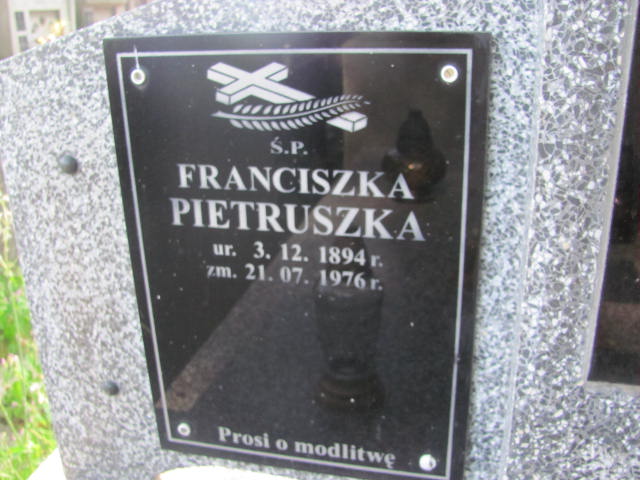 Ś.P.
FRANCISZKA
PIETRUSZKA
ur. 3. 12. 1894 r.
zm. 21. 07. 1976 r.
Prosi o modlitwę